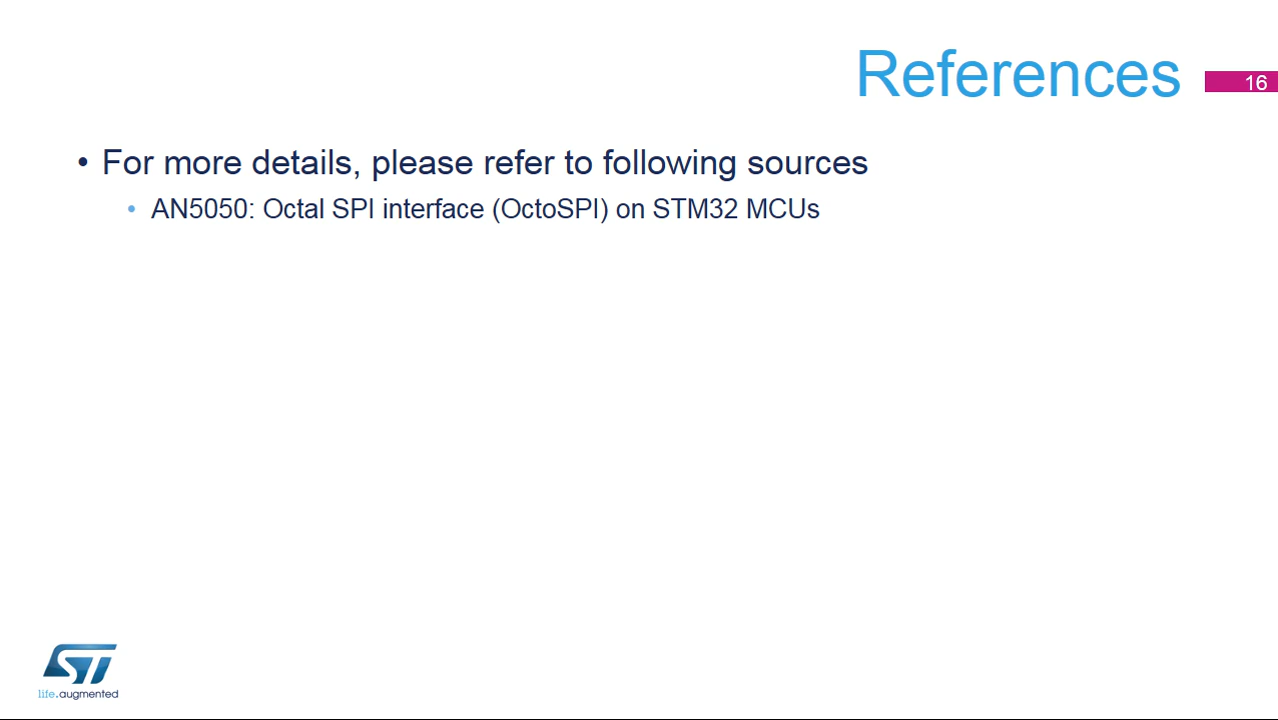 References
16
• For more details, please refer to following sources
• AN5050: Octal SPI interface (OctoSPI) on STM32 MCUs
ST
life.augmented